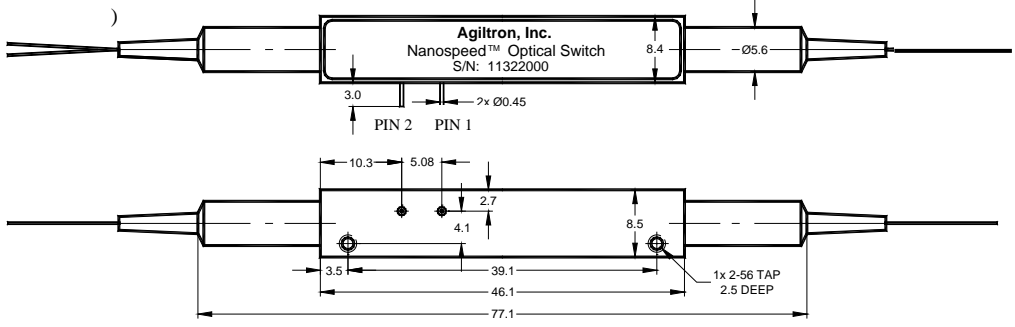 )
Agiltron, Inc.
Nanospeed™ Optical Switch
S/N: 11322000
8.4
Ø5.6
3.0
2x Ø0.45
PIN 2 PIN 1
10.3 5.08
2.7
4.1
8.5
3.5 39.1
1x 2-56 TAP
2.5 DEEP
46.1
77.1